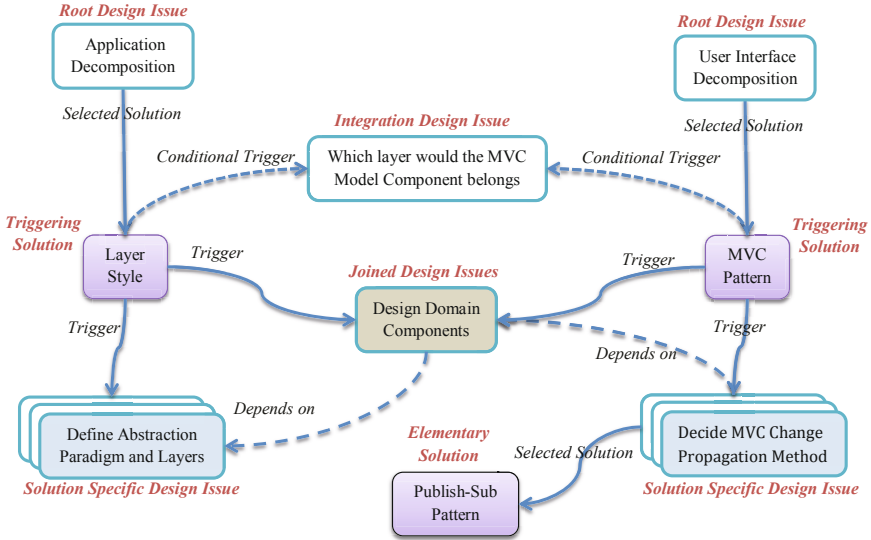 Root Design Issue
Root Design Issue
Application
Decomposition
User Interface
Decomposition
Selected Solution
Selected Solution
Integration Design Issue
Conditional Trigger
Which layer would the MVC
Model Component belongs
Conditional Trigger
Triggering
Solution
Triggering
Solution
Layer
Style
Trigger
Trigger
MVC
Pattern
Joined Design Issues
Design Domain
Components
Trigger
Trigger
Depends on
Depends on
Define Abstraction
Paradigm and Layers
Solution Specific Design Issue
Elementary
Solution
Selected Solution
Decide MVC Change
Propagation Method
Solution Specific Design Issue
Publish-Sub
Pattern